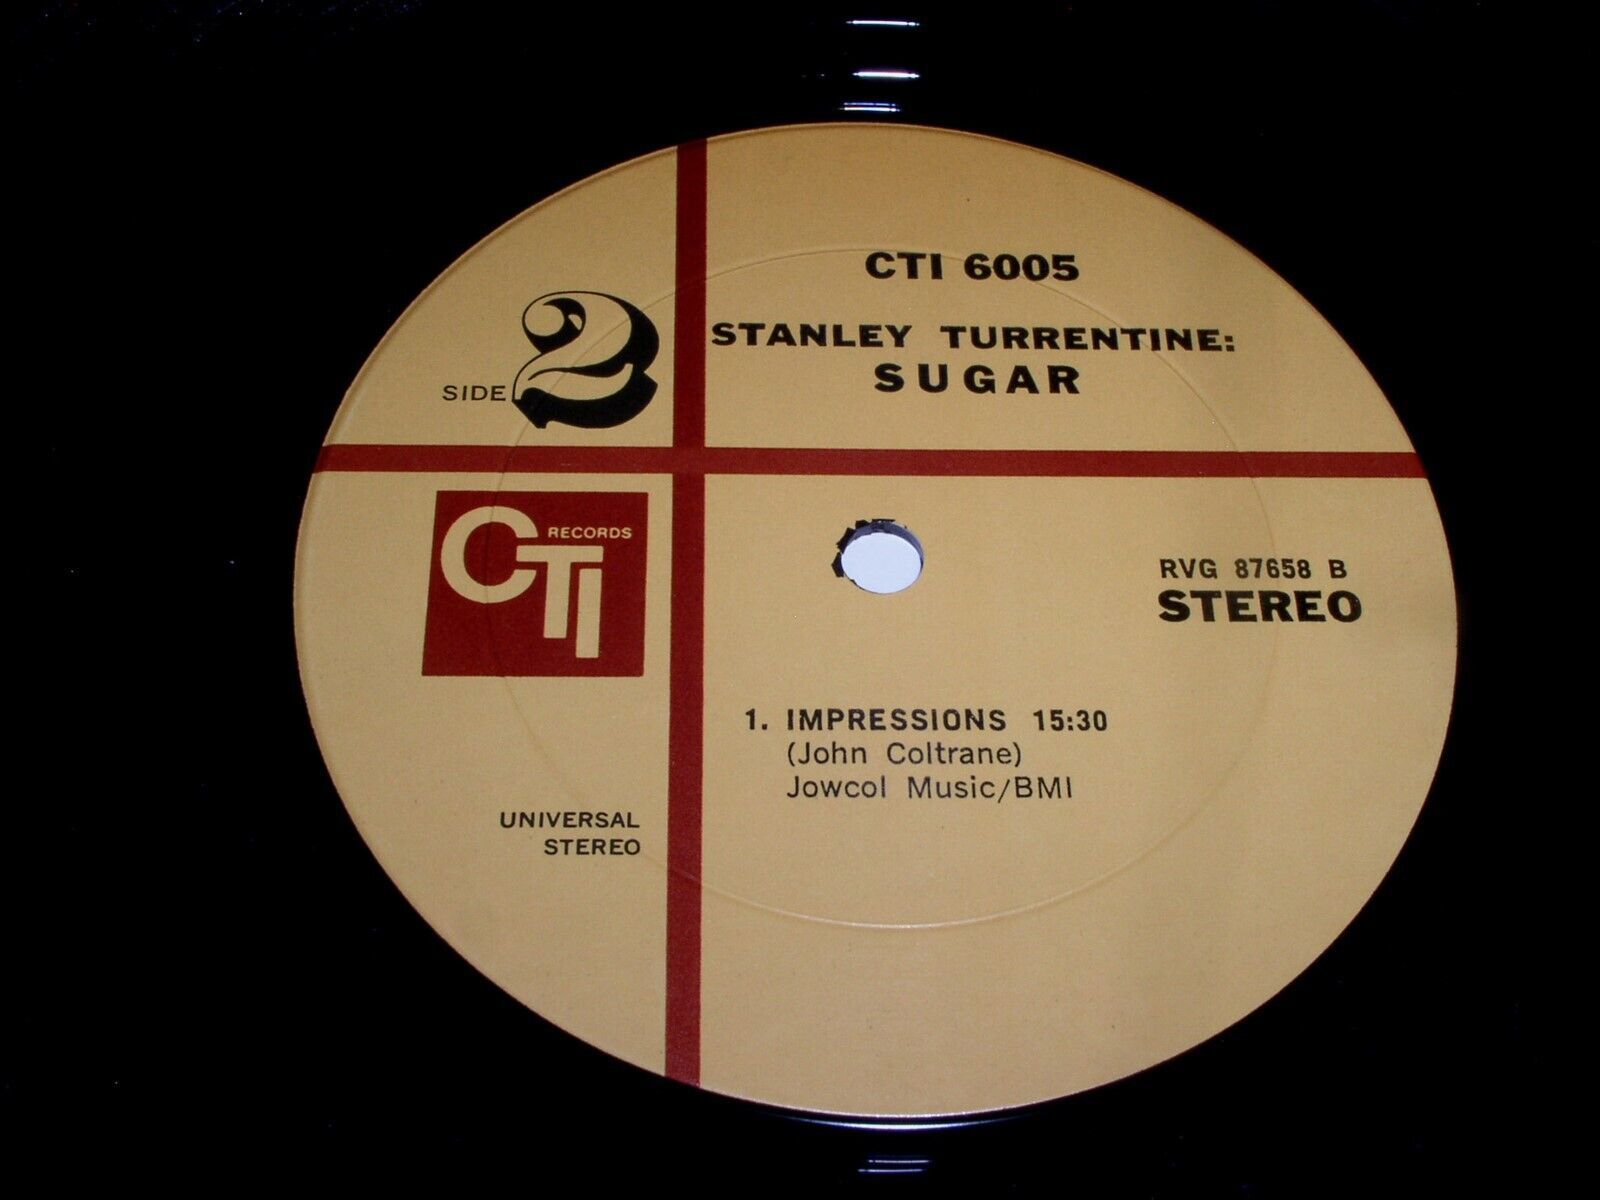 CTI 6005
STANLEY TURRENTINE:
SUGAR
SIDE 2
CTI RECORDS
RVG 87658 B
STEREO
1. IMPRESSIONS 15:30
(John Coltrane)
Jowcol Music/BMI
UNIVERSAL
STEREO